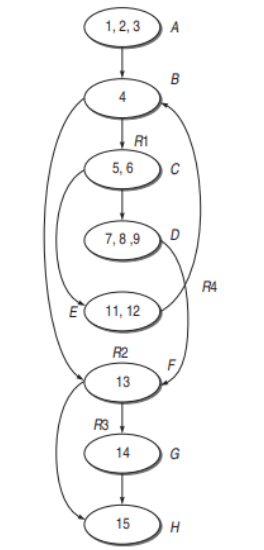 1, 2, 3 A
B
4
R1
5, 6 C
7, 8 ,9 D
R4
E 11, 12
R2
F
13
R3
14 G
15 H